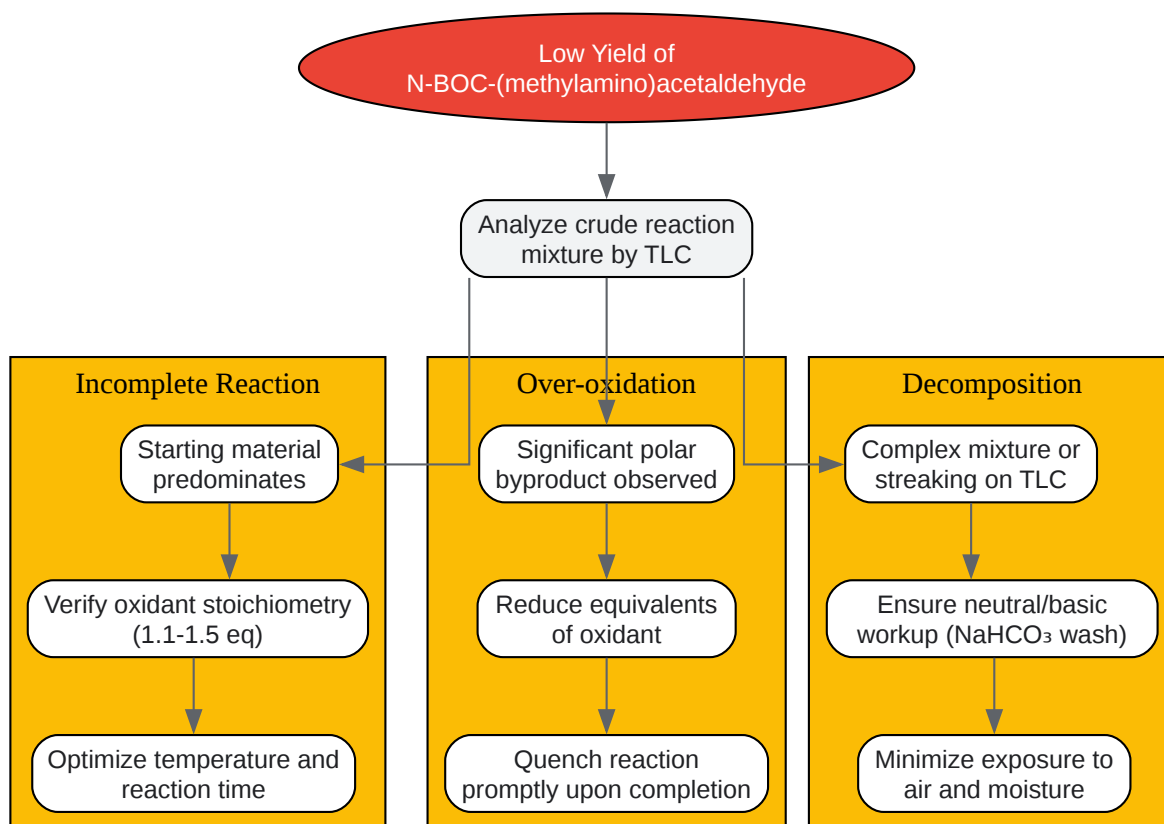 Low Yield of
N-BOC-(methylamino)acetaldehyde
Analyze crude reaction
mixture by TLC
Incomplete Reaction
Starting material
predominates
Verify oxidant stoichiometry
(1.1-1.5 eq)
Optimize temperature and
reaction time
Over-oxidation
Significant polar
byproduct observed
Reduce equivalents
of oxidant
Quench reaction
promptly upon completion
Decomposition
Complex mixture or
streaking on TLC
Ensure neutral/basic
workup (NaHCO₃ wash)
Minimize exposure to
air and moisture